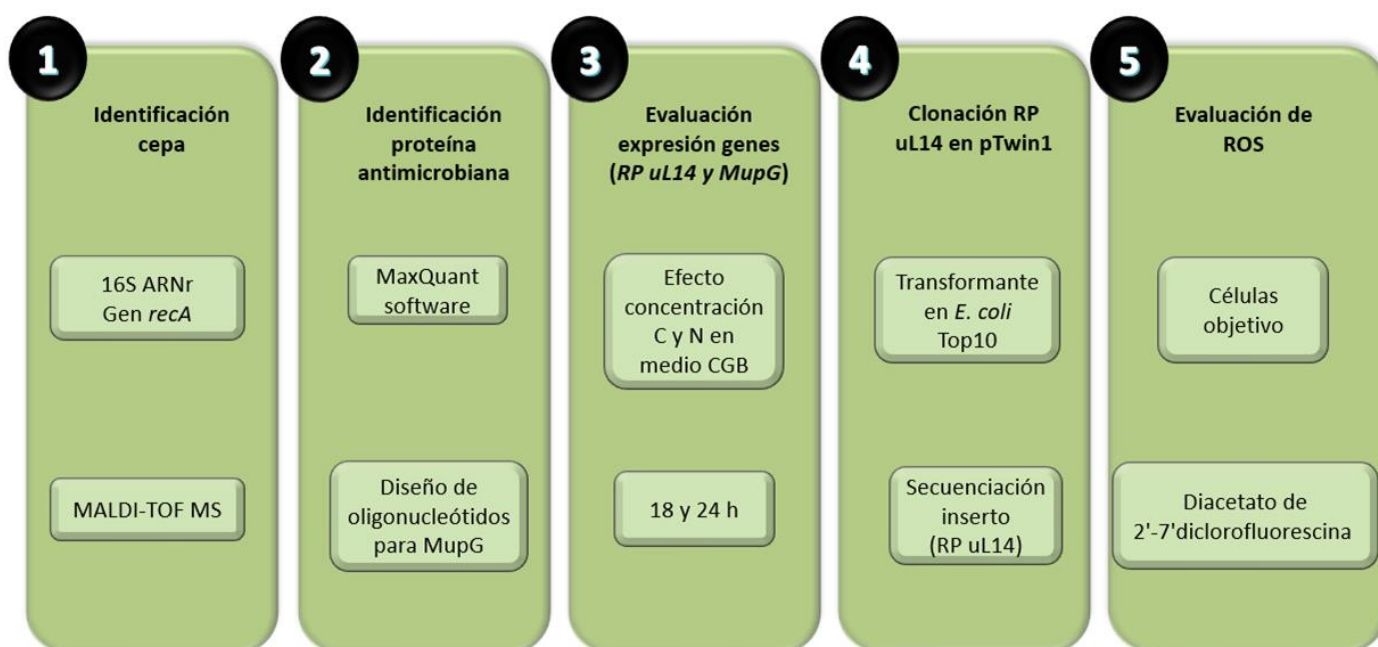 1
Identificación
cepa
16S ARNr
Gen recA
MALDI-TOF MS
2
Identificación
proteína
antimicrobiana
MaxQuant
software
Diseño de
oligonucleótidos
para MupG
3
Evaluación
expresión genes
(RP uL14 y MupG)
Efecto
concentración
C y N en
medio CGB
18 y 24 h
4
Clonación RP
uL14 en pTwin1
Transformante
en E. coli
Top10
Secuenciación
inserto
(RP uL14)
5
Evaluación de
ROS
Células
objetivo
Diacetato de
2'-7'diclorofluorescina